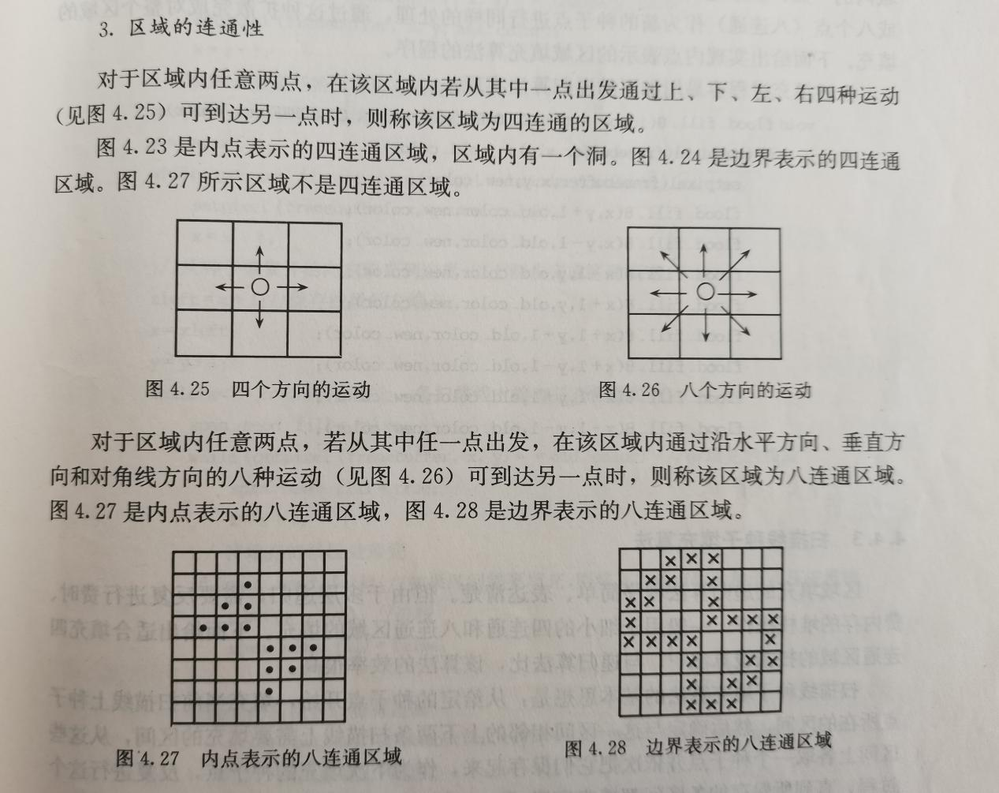 3. 区域的连通性
对于区域内任意两点，在该区域内若从其中一点出发通过上、下、左、右四种运动
（见图 4.25）可到达另一点时，则称该区域为四连通的区域。
图 4.23 是内点表示的四连通区域，区域内有一个洞。图 4.24 是边界表示的四连通
区域。图 4.27 所示区域不是四连通区域。
图 4.25 四个方向的运动
图 4.26 八个方向的运动
对于区域内任意两点，若从其中任一点出发，在该区域内通过沿水平方向、垂直方
向和对角线方向的八种运动（见图 4.26）可到达另一点时，则称该区域为八连通区域。
图 4.27 是内点表示的八连通区域，图 4.28 是边界表示的八连通区域。
图 4.27 内点表示的八连通区域
图 4.28 边界表示的八连通区域